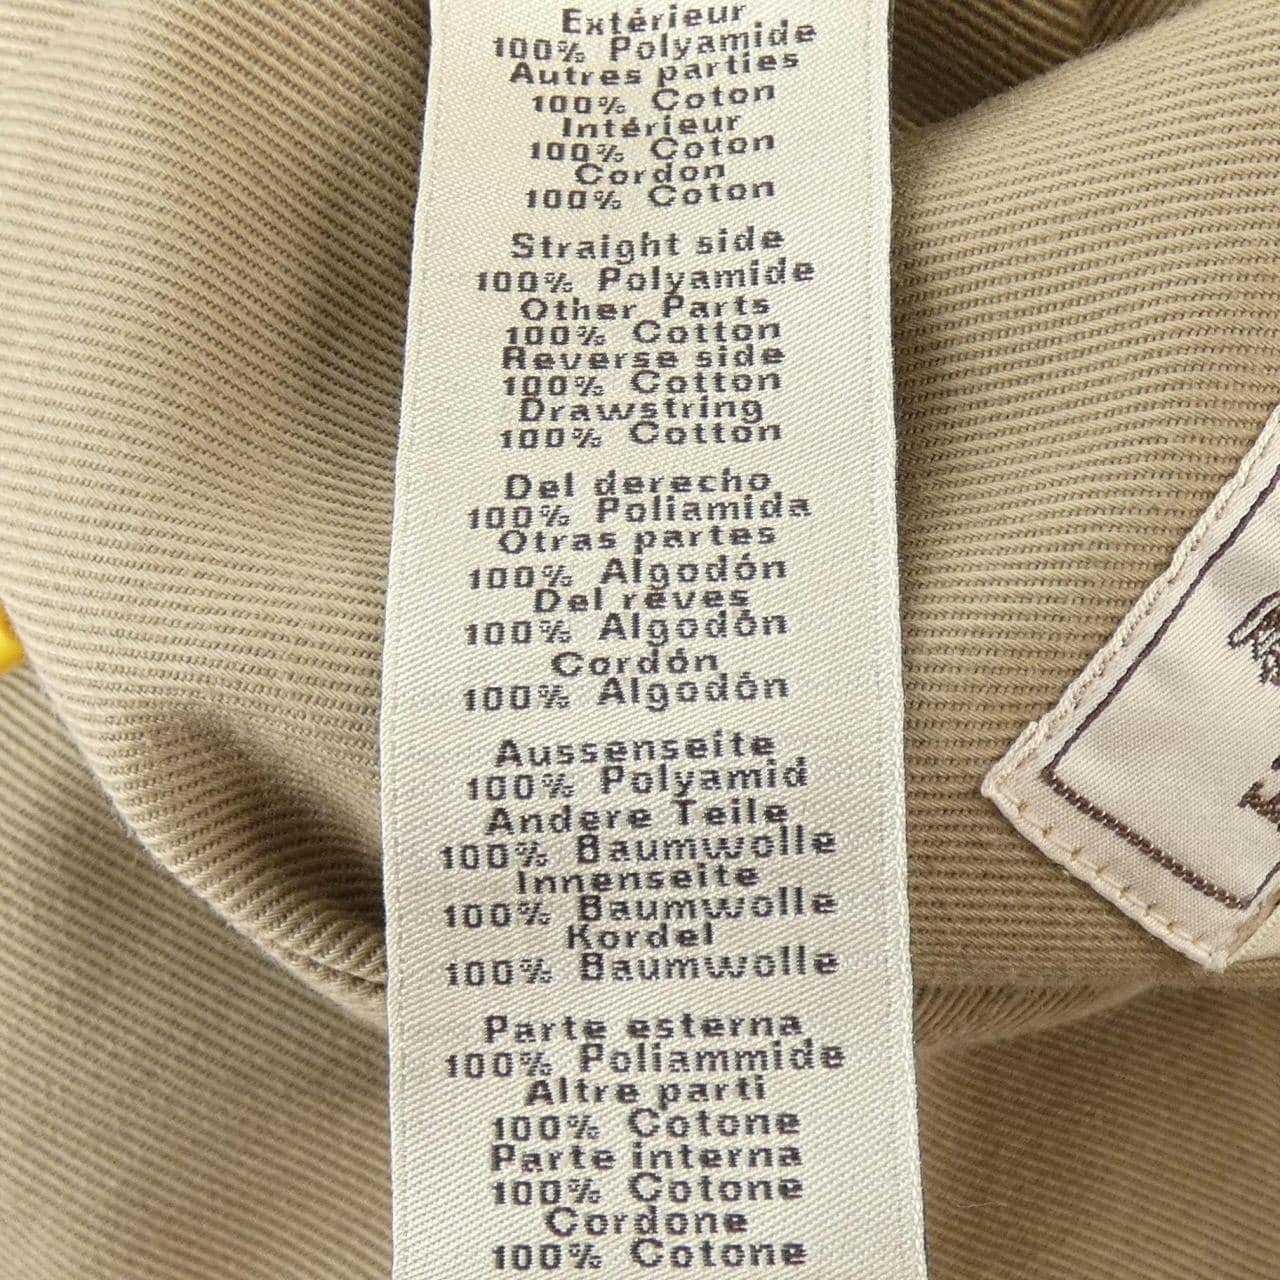 Extérieur
100% Polyamide
Autres parties
100% Coton
Intérieur
100% Coton
Cordon
100% Coton
Straight side
100% Polyamide
Other Parts
100% Cotton
Reverse side
100% Cotton
Drawstring
100% Cotton
Del derecho
100% Poliamida
Otras partes
100% Algodón
Del rêves
100% Algodón
Cordón
100% Algodón
Aussenseite
100% Polyamid
Andere Teile
100% Baumwolle
Innenseite
100% Baumwolle
Kordel
100% Baumwolle
Parte esterna
100% Poliammide
Altre parti
100% Cotone
Parte interna
100% Cotone
Cordone
100% Cotone